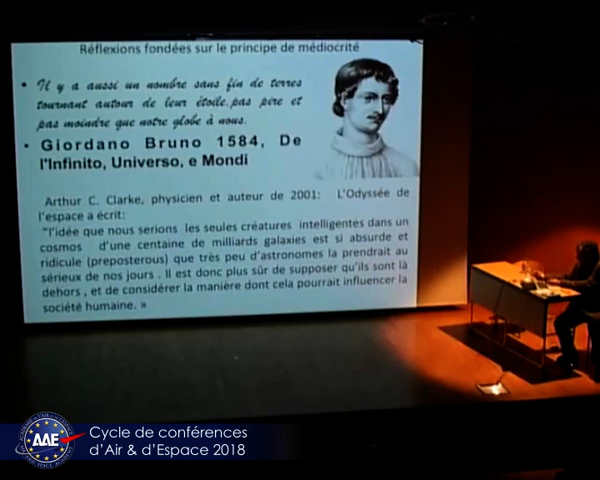 Réflexions fondées sur le principe de médiocrité
• Il y a aussi un nombre sans fin de terres
tournant autour de leur étoile,pas pire et
pas moindre que notre globe à nous.
• Giordano Bruno 1584, De
l'Infinito, Universo, e Mondi
Arthur C. Clarke, physicien et auteur de 2001: L'Odyssée de
l'espace a écrit:
"l'idée que nous serions les seules créatures intelligentes dans un
cosmos d'une centaine de milliards galaxies est si absurde et
ridicule (preposterous) que très peu d'astronomes la prendrait au
sérieux de nos jours . Il est donc plus sûr de supposer qu'ils sont là
dehors , et de considérer la manière dont cela pourrait influencer la
société humaine. »
AAE
Cycle de conférences
d'Air & d'Espace 2018